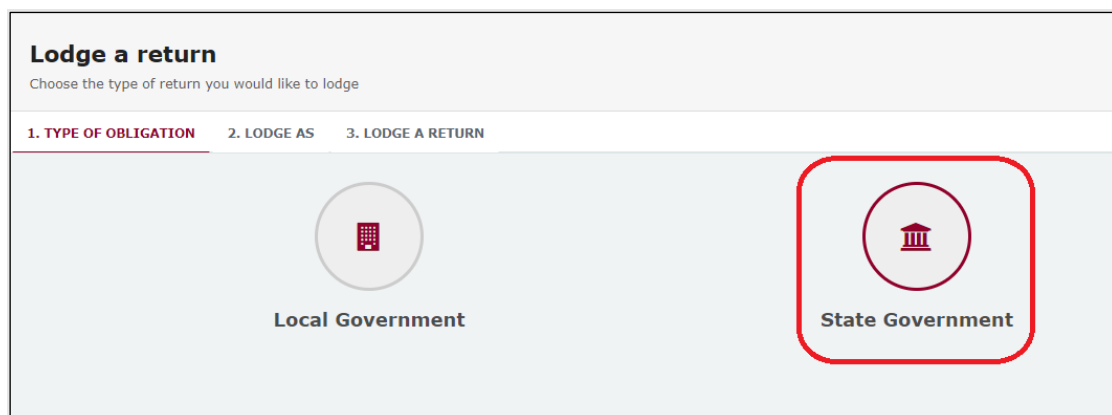 Lodge a return
Choose the type of return you would like to lodge
1. TYPE OF OBLIGATION 2. LODGE AS 3. LODGE A RETURN
Local Government State Government